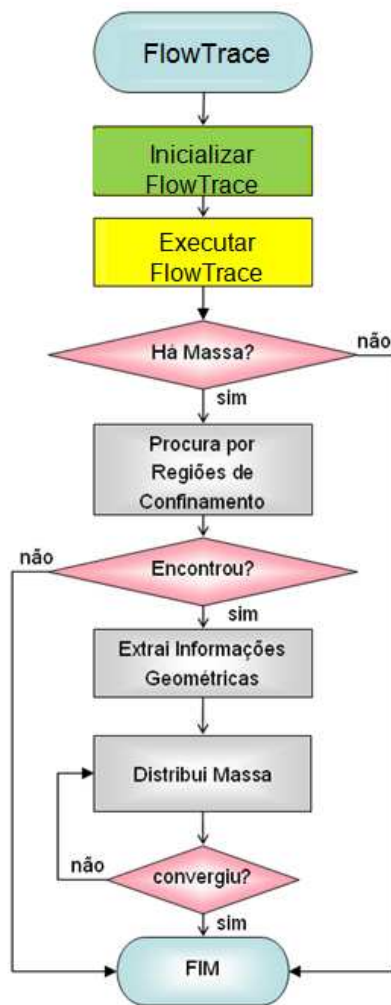 FlowTrace
Inicializar
FlowTrace
Executar
FlowTrace
Há Massa?
não
sim
Procura por
Regiões de
Confinamento
não
Encontrou?
sim
Extrai Informações
Geométricas
Distribui Massa
não
convergiu?
sim
FIM